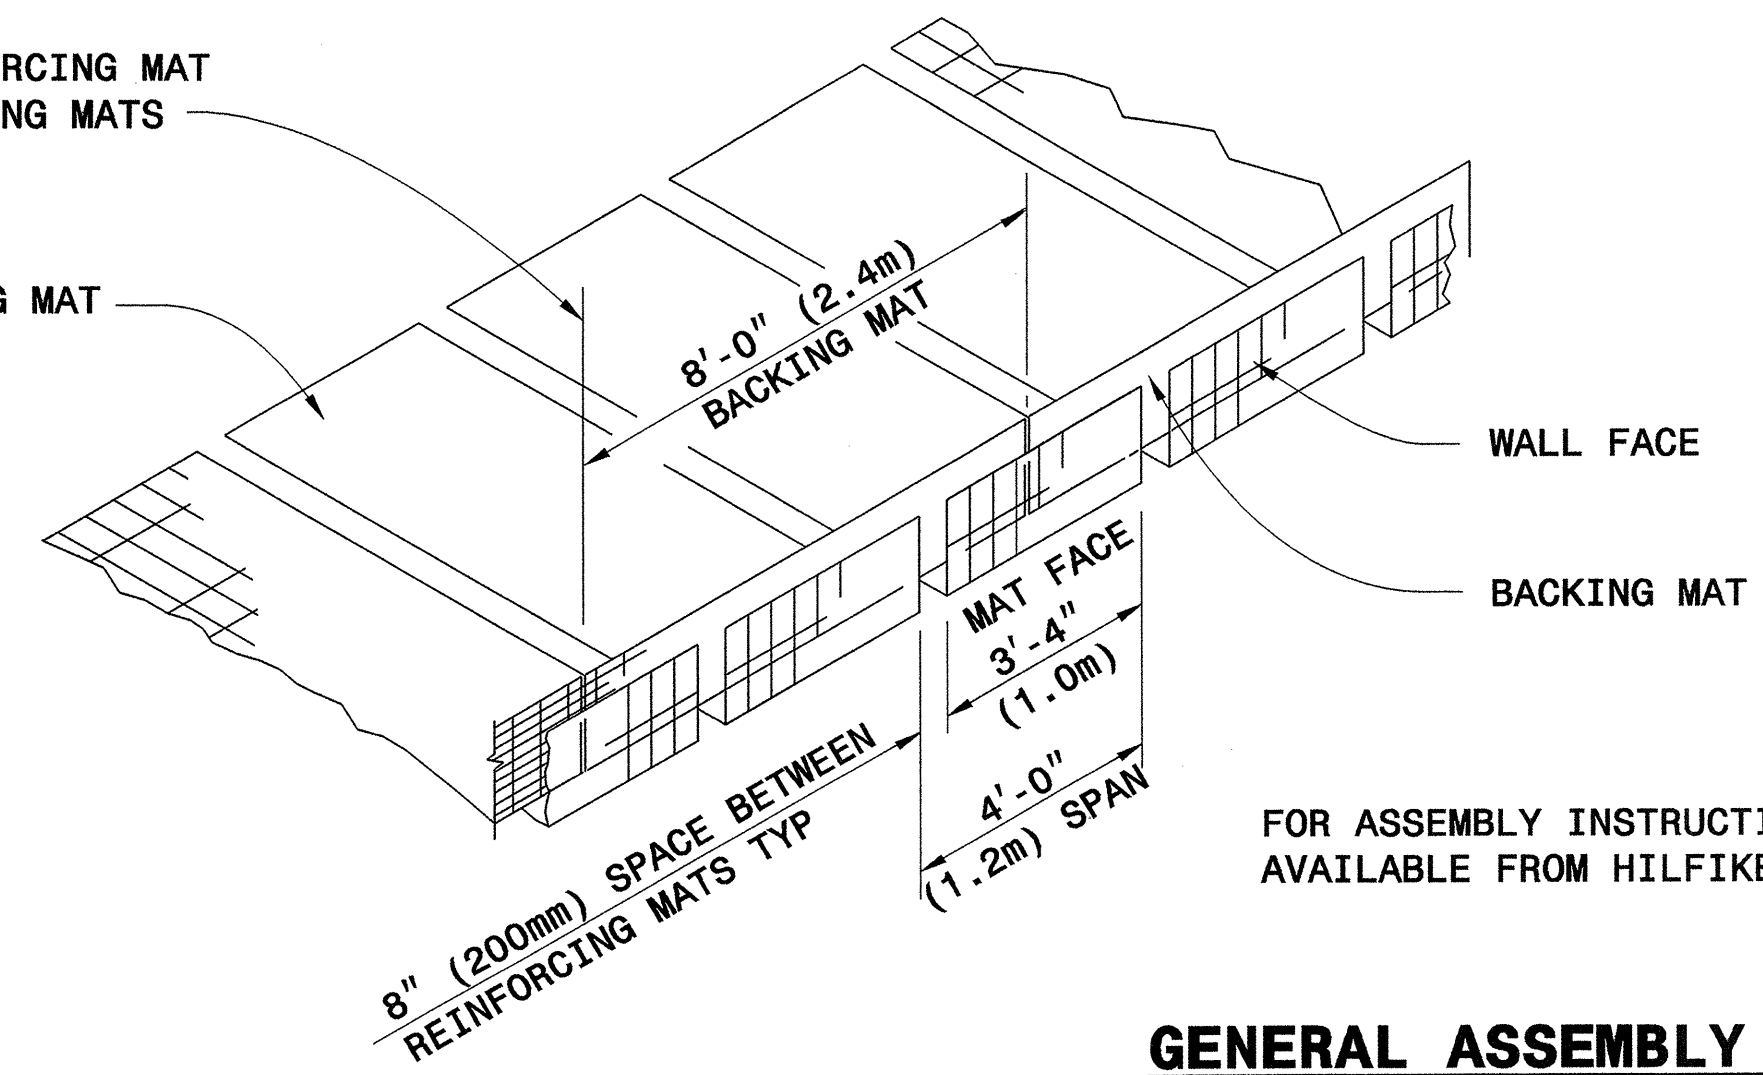 RCING MAT
NG MATS
G MAT
8'-0" (2.4m)
BACKING MAT
WALL FACE
BACKING MAT
MAT FACE
3'-4"
(1.0m)
4'-0"
(1.2m) SPAN
8" (200mm) SPACE BETWEEN
REINFORCING MATS TYP
FOR ASSEMBLY INSTRUCTI
AVAILABLE FROM HILFIKE
GENERAL ASSEMBLY